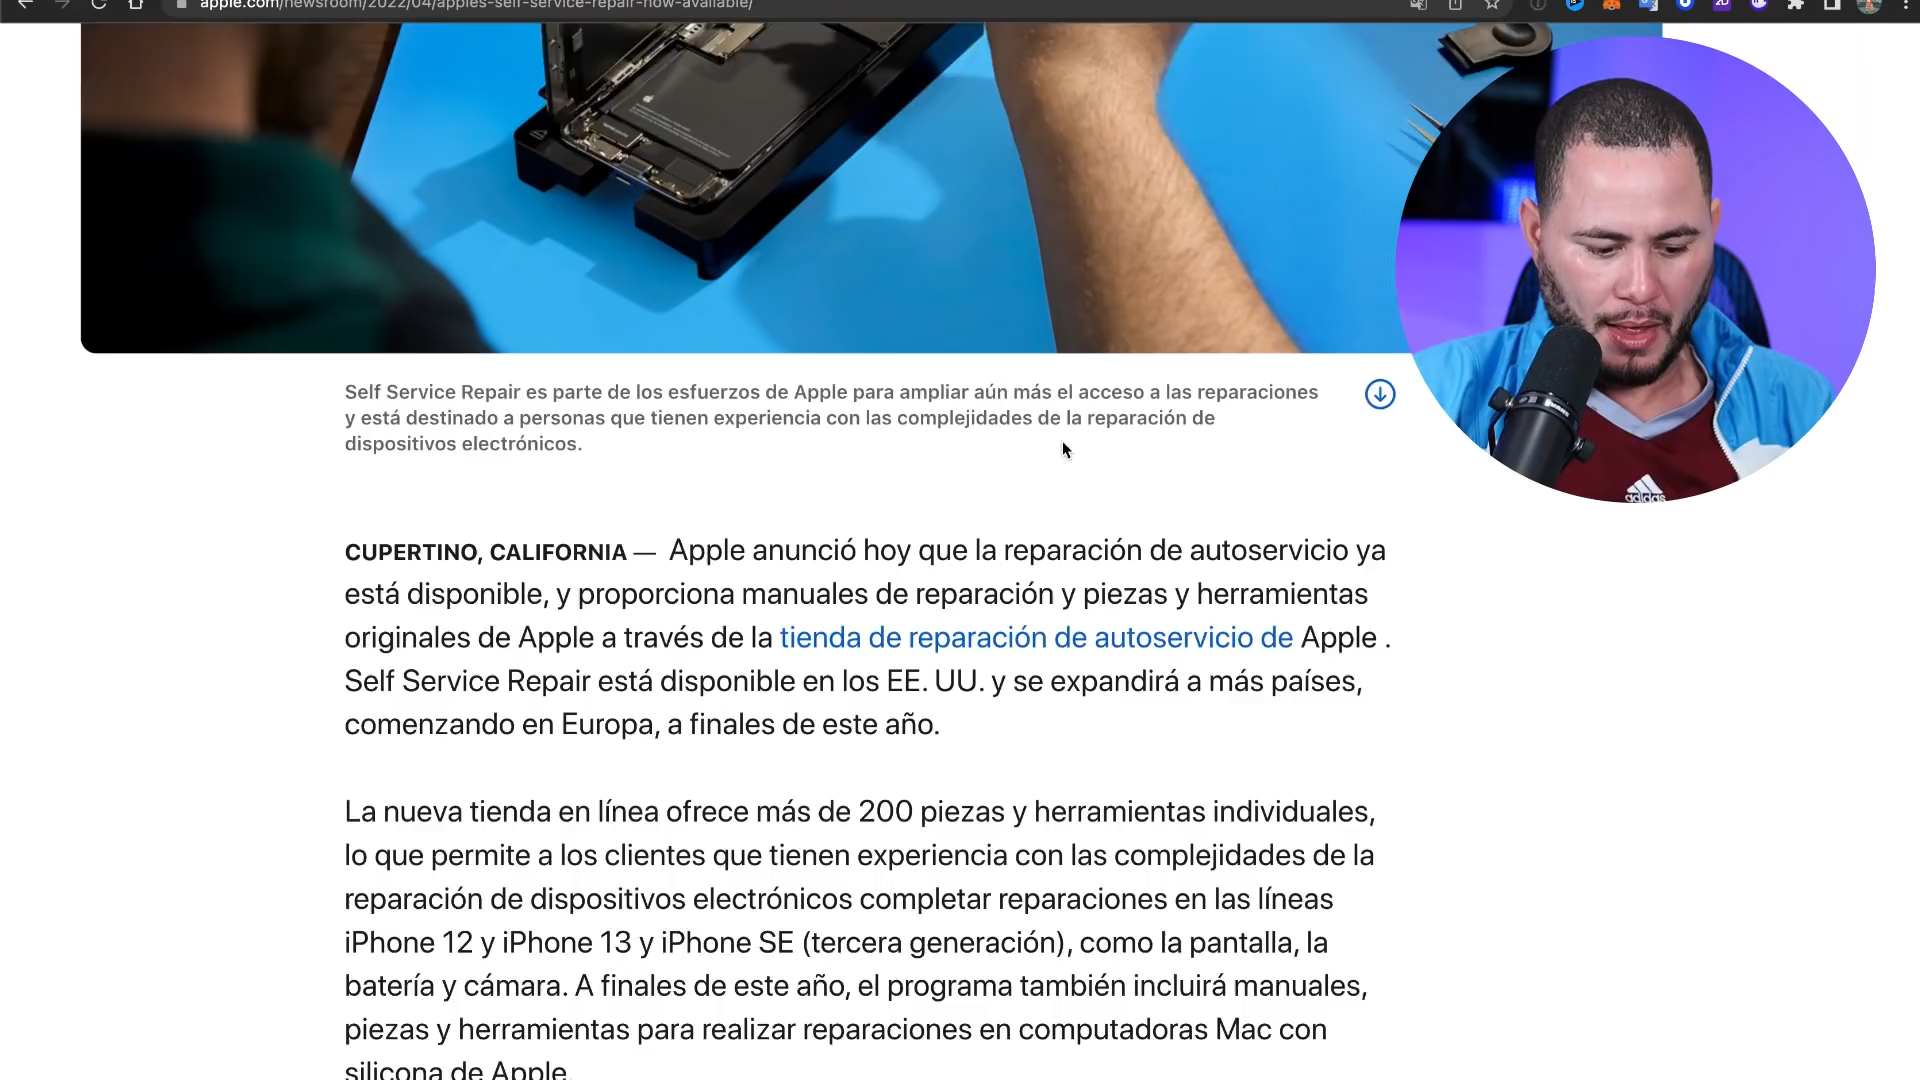 apple.com/newsroom/2022/04/apples-self-service-repair-now-available/
Self Service Repair es parte de los esfuerzos de Apple para ampliar aún más el acceso a las reparaciones
y está destinado a personas que tienen experiencia con las complejidades de la reparación de
dispositivos electrónicos.
adidas
CUPERTINO, CALIFORNIA — Apple anunció hoy que la reparación de autoservicio ya
está disponible, y proporciona manuales de reparación y piezas y herramientas
originales de Apple a través de la tienda de reparación de autoservicio de Apple .
Self Service Repair está disponible en los EE. UU. y se expandirá a más países,
comenzando en Europa, a finales de este año.
La nueva tienda en línea ofrece más de 200 piezas y herramientas individuales,
lo que permite a los clientes que tienen experiencia con las complejidades de la
reparación de dispositivos electrónicos completar reparaciones en las líneas
iPhone 12 y iPhone 13 y iPhone SE (tercera generación), como la pantalla, la
batería y cámara. A finales de este año, el programa también incluirá manuales,
piezas y herramientas para realizar reparaciones en computadoras Mac con
silicona de Apple.